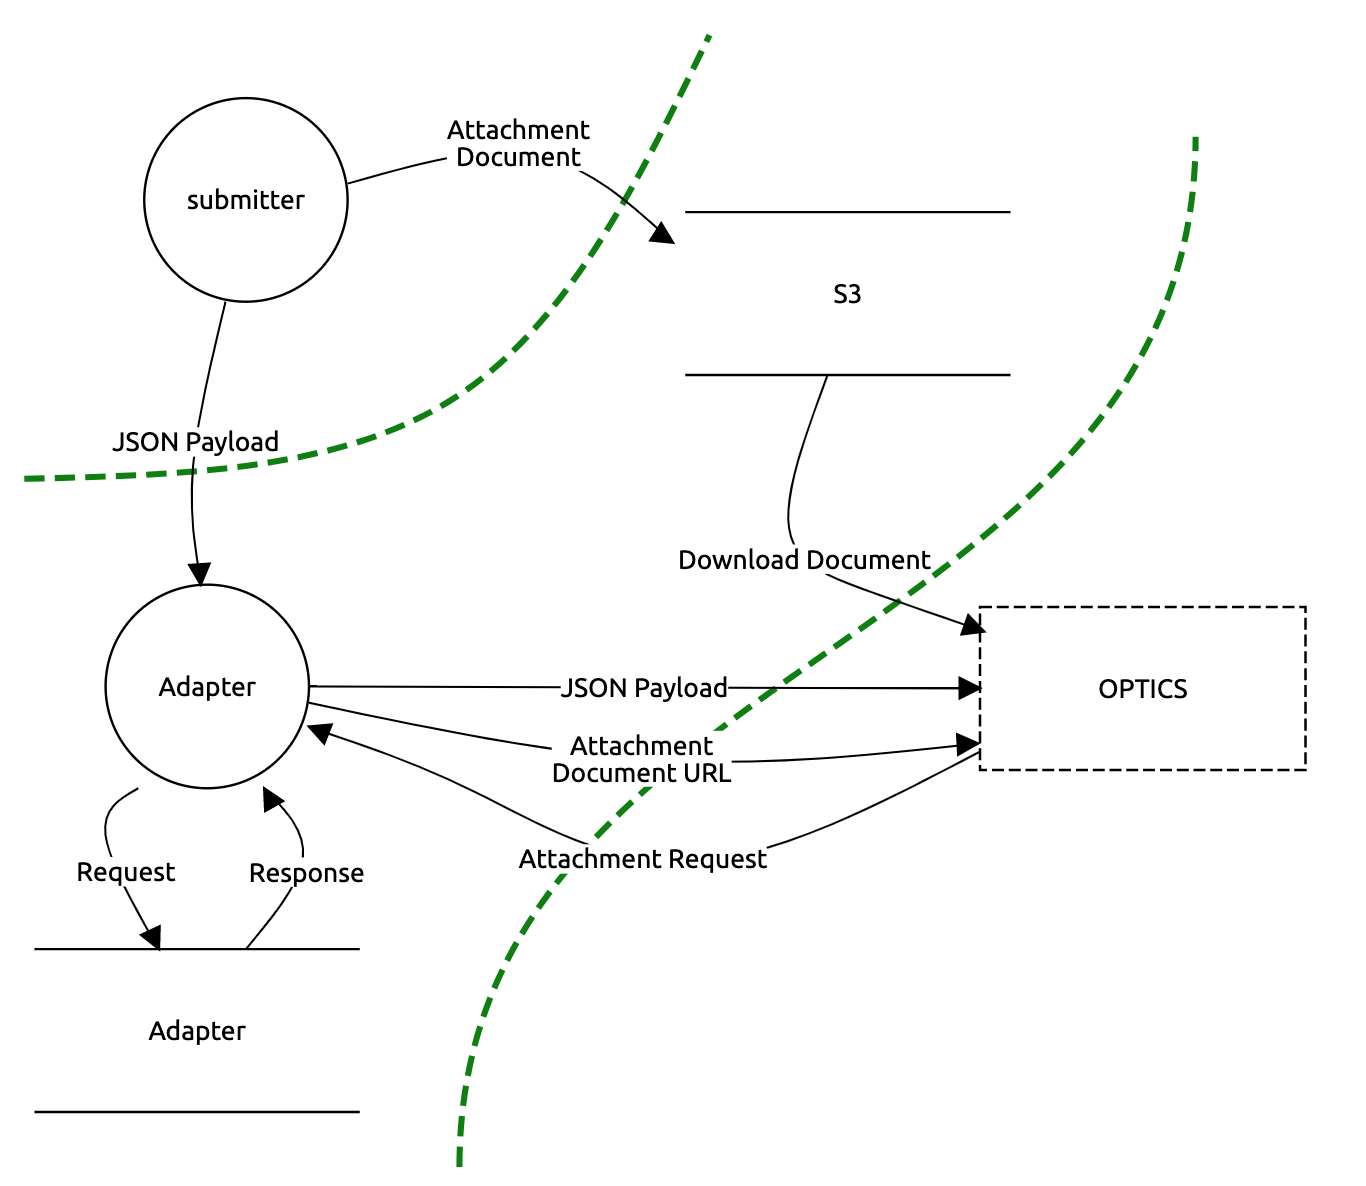 Attachment
Document
submitter
S3
JSON Payload
Download Document
Adapter
JSON Payload
OPTICS
Attachment
Document URL
Attachment Request
Request
Response
Adapter